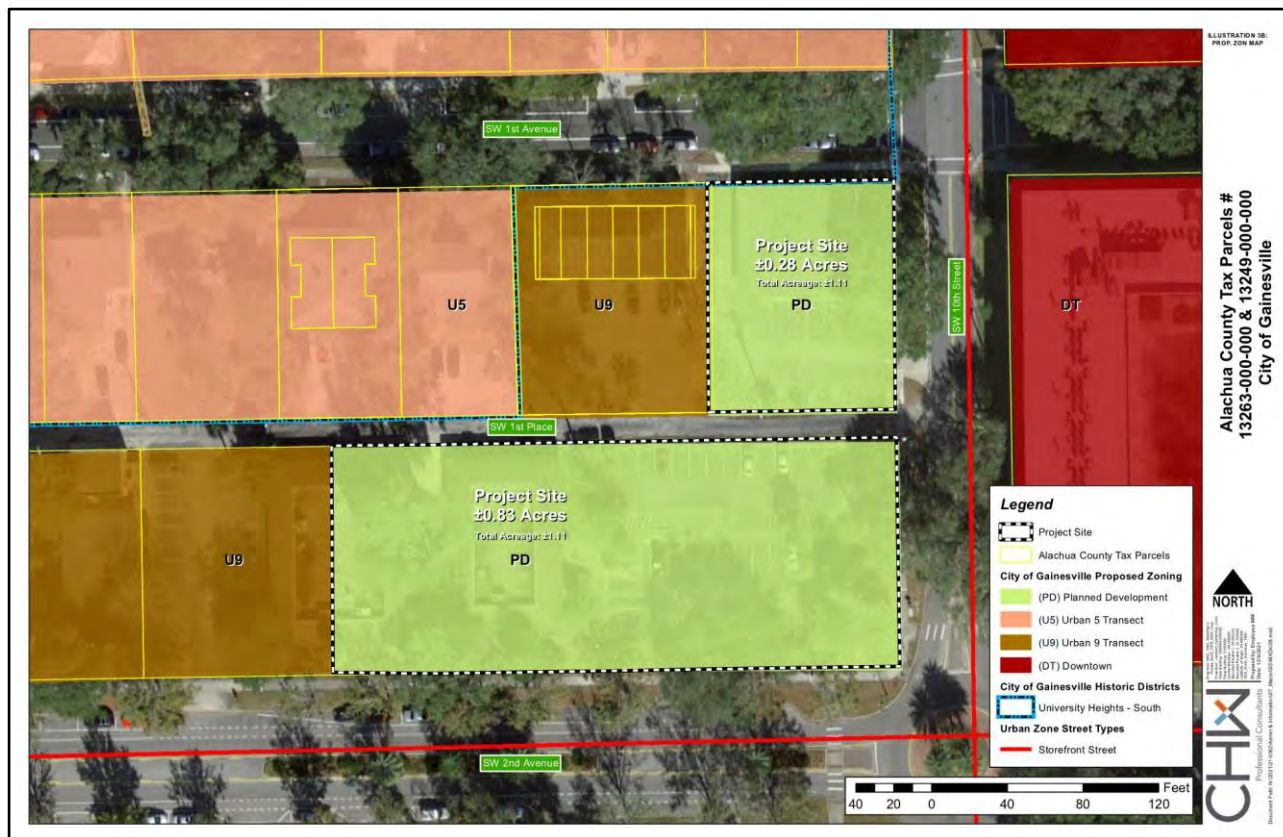 ILLUSTRATION 3B:
PROP. ZON MAP
SW 1st Avenue
Project Site
±0.28 Acres
Total Acreage: ±1.11
PD
U5
U9
DT
SW 10th Street
SW 1st Place
Project Site
±0.83 Acres
Total Acreage: ±1.11
PD
U9
SW 2nd Avenue
Legend
Project Site
Alachua County Tax Parcels
City of Gainesville Proposed Zoning
(PD) Planned Development
(U5) Urban 5 Transect
(U9) Urban 9 Transect
(DT) Downtown
City of Gainesville Historic Districts
University Heights - South
Urban Zone Street Types
Storefront Street
Feet
40 20 0 40 80 120
Alachua County Tax Parcels #
13263-000-000 & 13249-000-000
City of Gainesville
NORTH
CHW
Professional Consultants